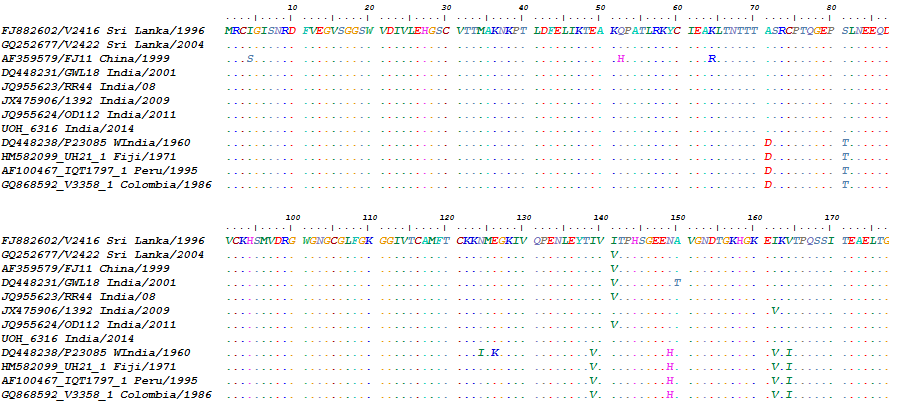 10 20 30 40 50 60 70 80
FJ882602/V2416 Sri Lanka/1996 MRCIGISNRD FVEGVSGGSW VDIVLEHGSC VTTMAKNKPT LDFELIKTEA KQPATLRKYC IEAKLTNTTT ASRCPTQGEP SLNEEQD
GQ257677/V2422 Sri Lanka/2004
AF359579/FJ11 China/1999 S H R
DQ448231/GWL18 India/2001
JQ955623/RR44 India/08
JX475906/1392 India/2009
JQ955624/OD112 India/2011
UOH_6316 India/2014
DQ448238/P23085 WIndia/1960 D T
HM582099_UH21_1 Fiji/1971 D T
AF100467_IQT1797_1 Peru/1995 D T
GQ868592_V3358_1 Colombia/1986 D T
100 110 120 130 140 150 160 170
FJ882602/V2416 Sri Lanka/1996 VCKHSMVDRG WGNGCGLFGK GGIVTCAMFT CKKNMEGKIV QPENLEYTIV ITPHSGEENA VGNDTGKHGK EIKVTPQSSI TEAELTG
GQ257677/V2422 Sri Lanka/2004 V
AF359579/FJ11 China/1999 V
DQ448231/GWL18 India/2001 V T
JQ955623/RR44 India/08 V
JX475906/1392 India/2009 V
JQ955624/OD112 India/2011 V
UOH_6316 India/2014
DQ448238/P23085 WIndia/1960 I K V H V I
HM582099_UH21_1 Fiji/1971 V H V I
AF100467_IQT1797_1 Peru/1995 V H V I
GQ868592_V3358_1 Colombia/1986 V H V I